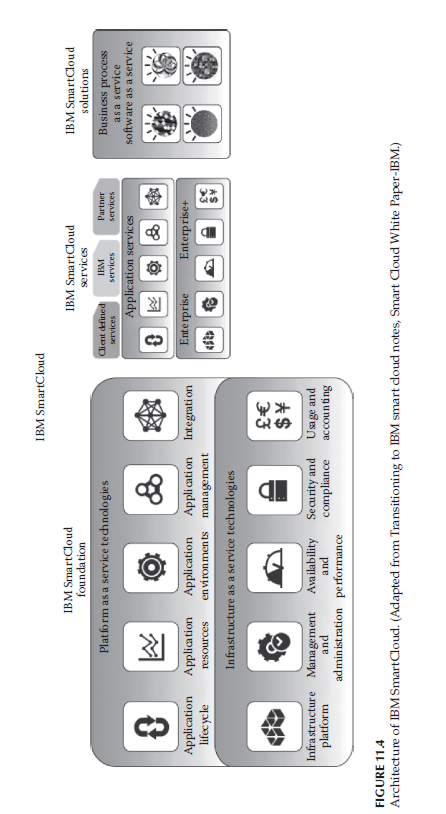 IBM SmartCloud
IBM SmartCloud
foundation
Platform as a service technologies
Application
lifecycle
Application
resources
Application
environments
Application
management
Integration
Infrastructure as a service technologies
Infrastructure
platform
Management
and
administration
Availability
and
performance
Security and
compliance
Usage and
accounting
¥ €
$ £
IBM SmartCloud
services
Client defined
services
IBM
services
Partner
services
Application services
Enterprise
Enterprise+
IBM SmartCloud
solutions
Business process
as a service
software as a service
FIGURE 11.4
Architecture of IBM SmartCloud. (Adapted from Transitioning to IBM smart cloud notes, Smart Cloud White Paper-IBM.)